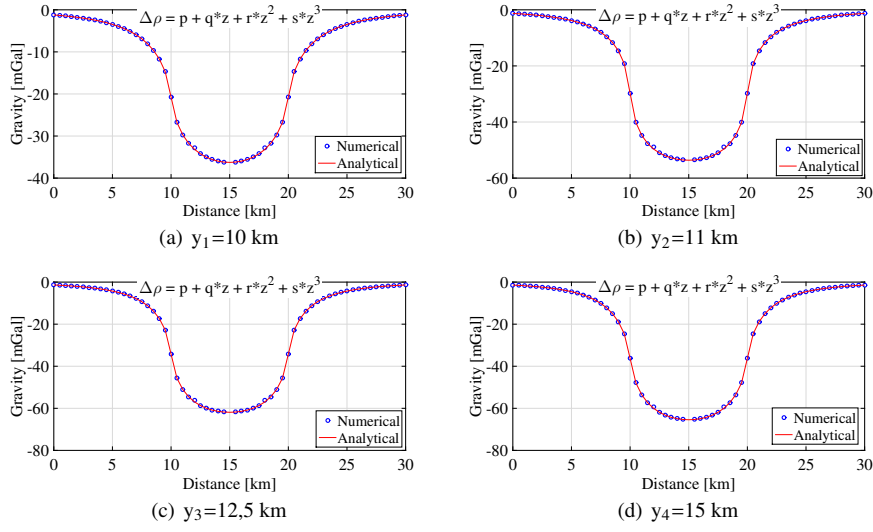 Δρ = p + q*z + r*z² + s*z³
Gravity [mGal]
0
-10
-20
-30
-40
Numerical
Analytical
0 5 10 15 20 25 30
Distance [km]
(a) y₁=10 km
Δρ = p + q*z + r*z² + s*z³
Gravity [mGal]
0
-20
-40
-60
Numerical
Analytical
0 5 10 15 20 25 30
Distance [km]
(b) y₂=11 km
Δρ = p + q*z + r*z² + s*z³
Gravity [mGal]
0
-20
-40
-60
-80
Numerical
Analytical
0 5 10 15 20 25 30
Distance [km]
(c) y₃=12,5 km
Δρ = p + q*z + r*z² + s*z³
Gravity [mGal]
0
-20
-40
-60
-80
Numerical
Analytical
0 5 10 15 20 25 30
Distance [km]
(d) y₄=15 km